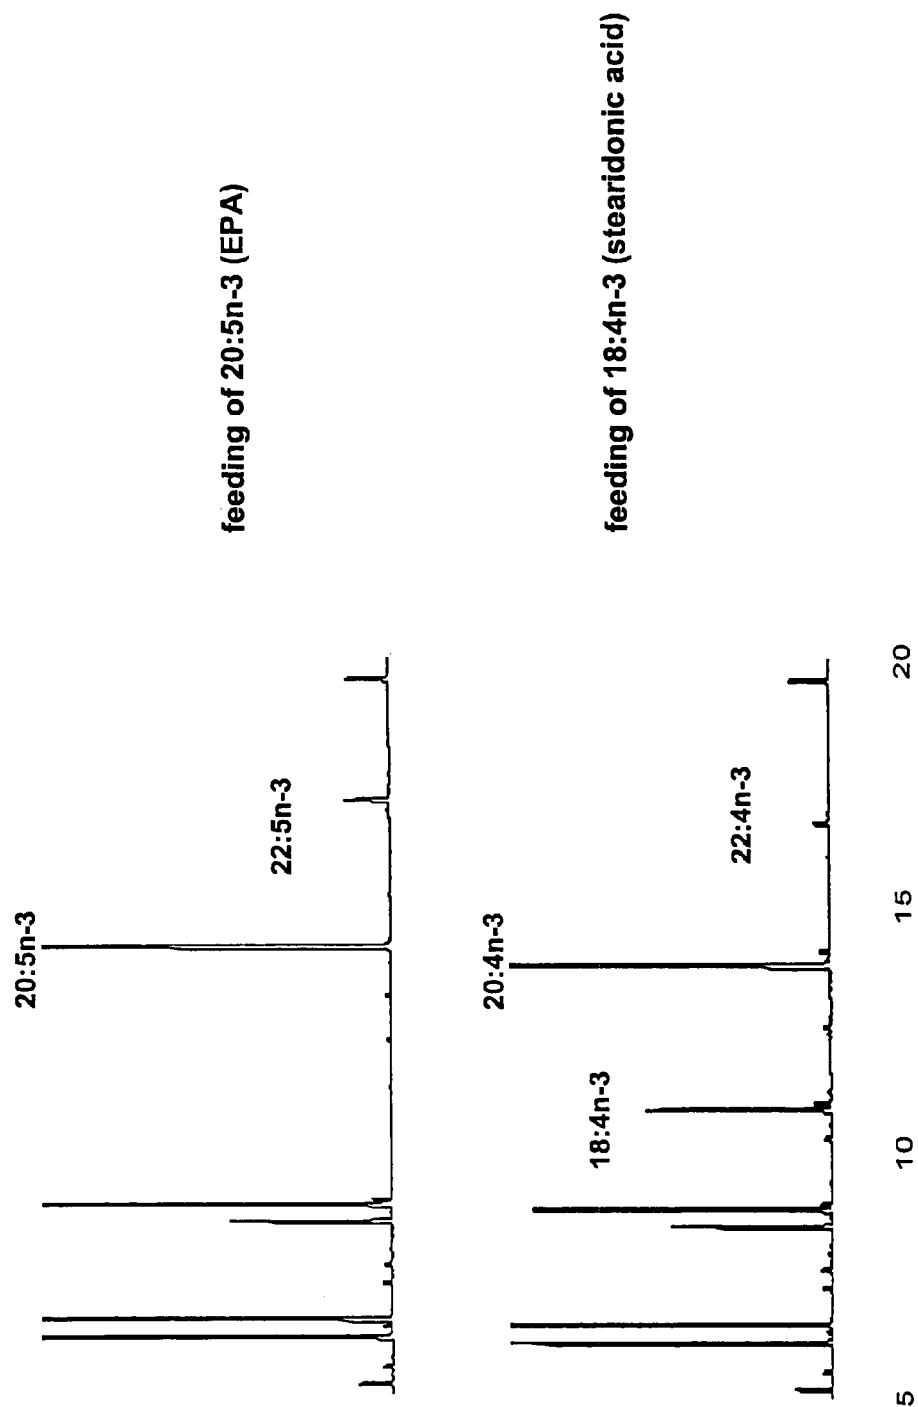 20:5n-3
22:5n-3
feeding of 20:5n-3 (EPA)
18:4n-3
20:4n-3
22:4n-3
feeding of 18:4n-3 (stearidonic acid)
5
10
15
20